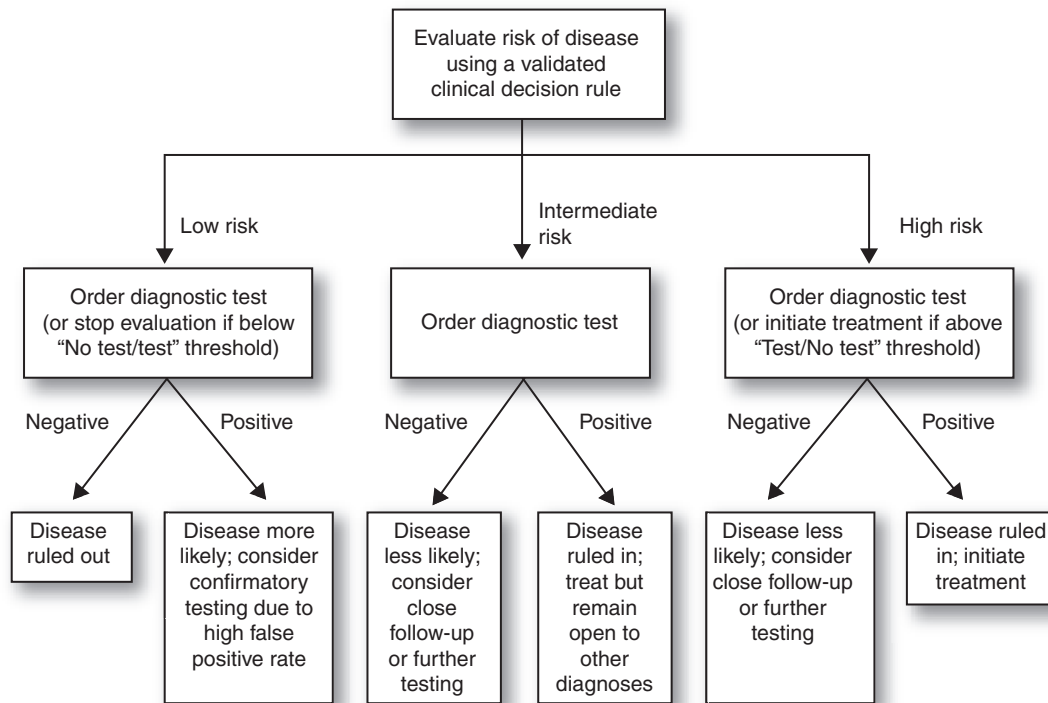 Evaluate risk of disease
using a validated
clinical decision rule
Low risk
Intermediate
risk
High risk
Order diagnostic test
(or stop evaluation if below
“No test/test” threshold)
Order diagnostic test
Order diagnostic test
(or initiate treatment if above
“Test/No test” threshold)
Negative
Positive
Negative
Positive
Negative
Positive
Disease
ruled out
Disease more
likely; consider
confirmatory
testing due to
high false
positive rate
Disease
less likely;
consider
close
follow-up
or further
testing
Disease
ruled in;
treat but
remain
open to
other
diagnoses
Disease less
likely; consider
close follow-up
or further
testing
Disease ruled
in; initiate
treatment